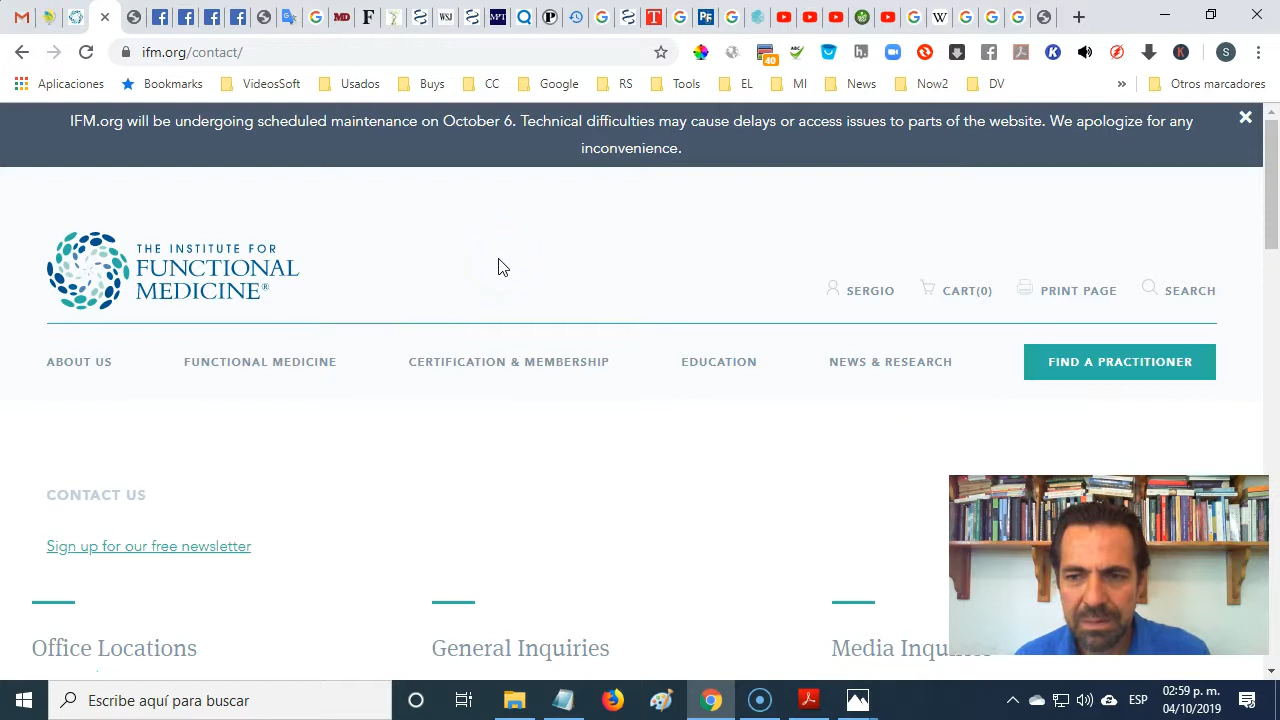 ifm.org/contact/
40
S
Aplicaciones
Bookmarks
VideosSoft
Usados
Buys
CC
Google
RS
Tools
EL
MI
News
Now2
DV
»
Otros marcadores
IFM.org will be undergoing scheduled maintenance on October 6. Technical difficulties may cause delays or access issues to parts of the website. We apologize for any
inconvenience.
THE INSTITUTE FOR
FUNCTIONAL
MEDICINE®
SERGIO
CART(0)
PRINT PAGE
SEARCH
ABOUT US
FUNCTIONAL MEDICINE
CERTIFICATION & MEMBERSHIP
EDUCATION
NEWS & RESEARCH
FIND A PRACTITIONER
CONTACT US
Sign up for our free newsletter
Office Locations
General Inquiries
Media Inqu
Escribe aquí para buscar
ESP
02:59 p. m.
04/10/2019